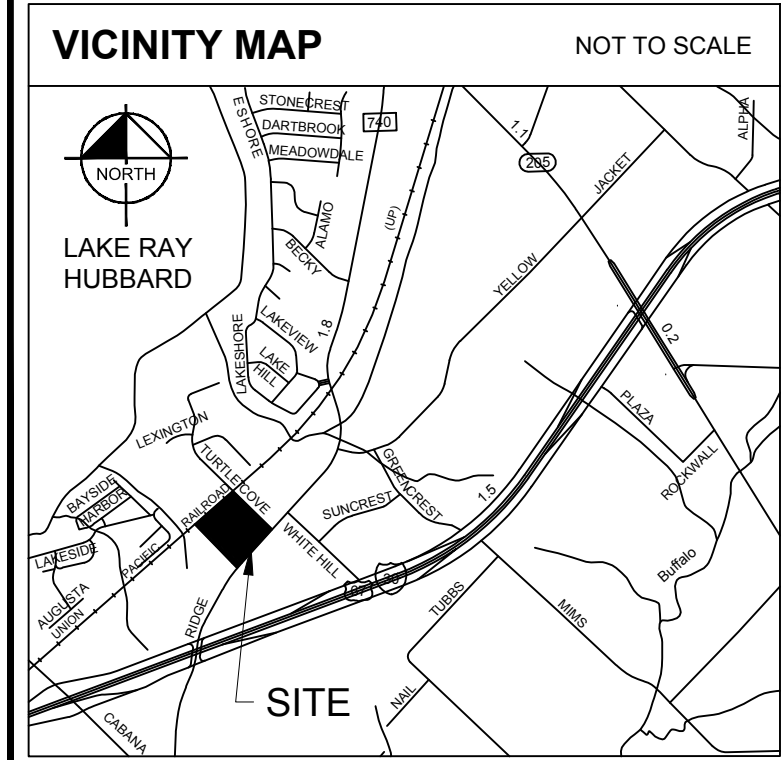 VICINITY MAP
NOT TO SCALE
NORTH
LAKE RAY
HUBBARD
ESHORE
STONECREST
DARTBROOK
MEADOWDALE
740
1.1
205
ALPHA
JACKET
YELLOW
(UP)
ALAMO
BECKY
1.8
LAKEVIEW
LAKESHORE
LAKE
HILL
0.2
PLAZA
ROCKWALL
LEXINGTON
TURTLE COVE
GREENCREST
SUNCREST
1.5
WHITE HILL
BAYSIDE
HARBOR
RAILROAD
LAKESIDE
PACIFIC
AUGUSTA
UNION
RIDGE
67
30
TUBBS
MIMS
Buffalo
NAIL
SITE
CABANA